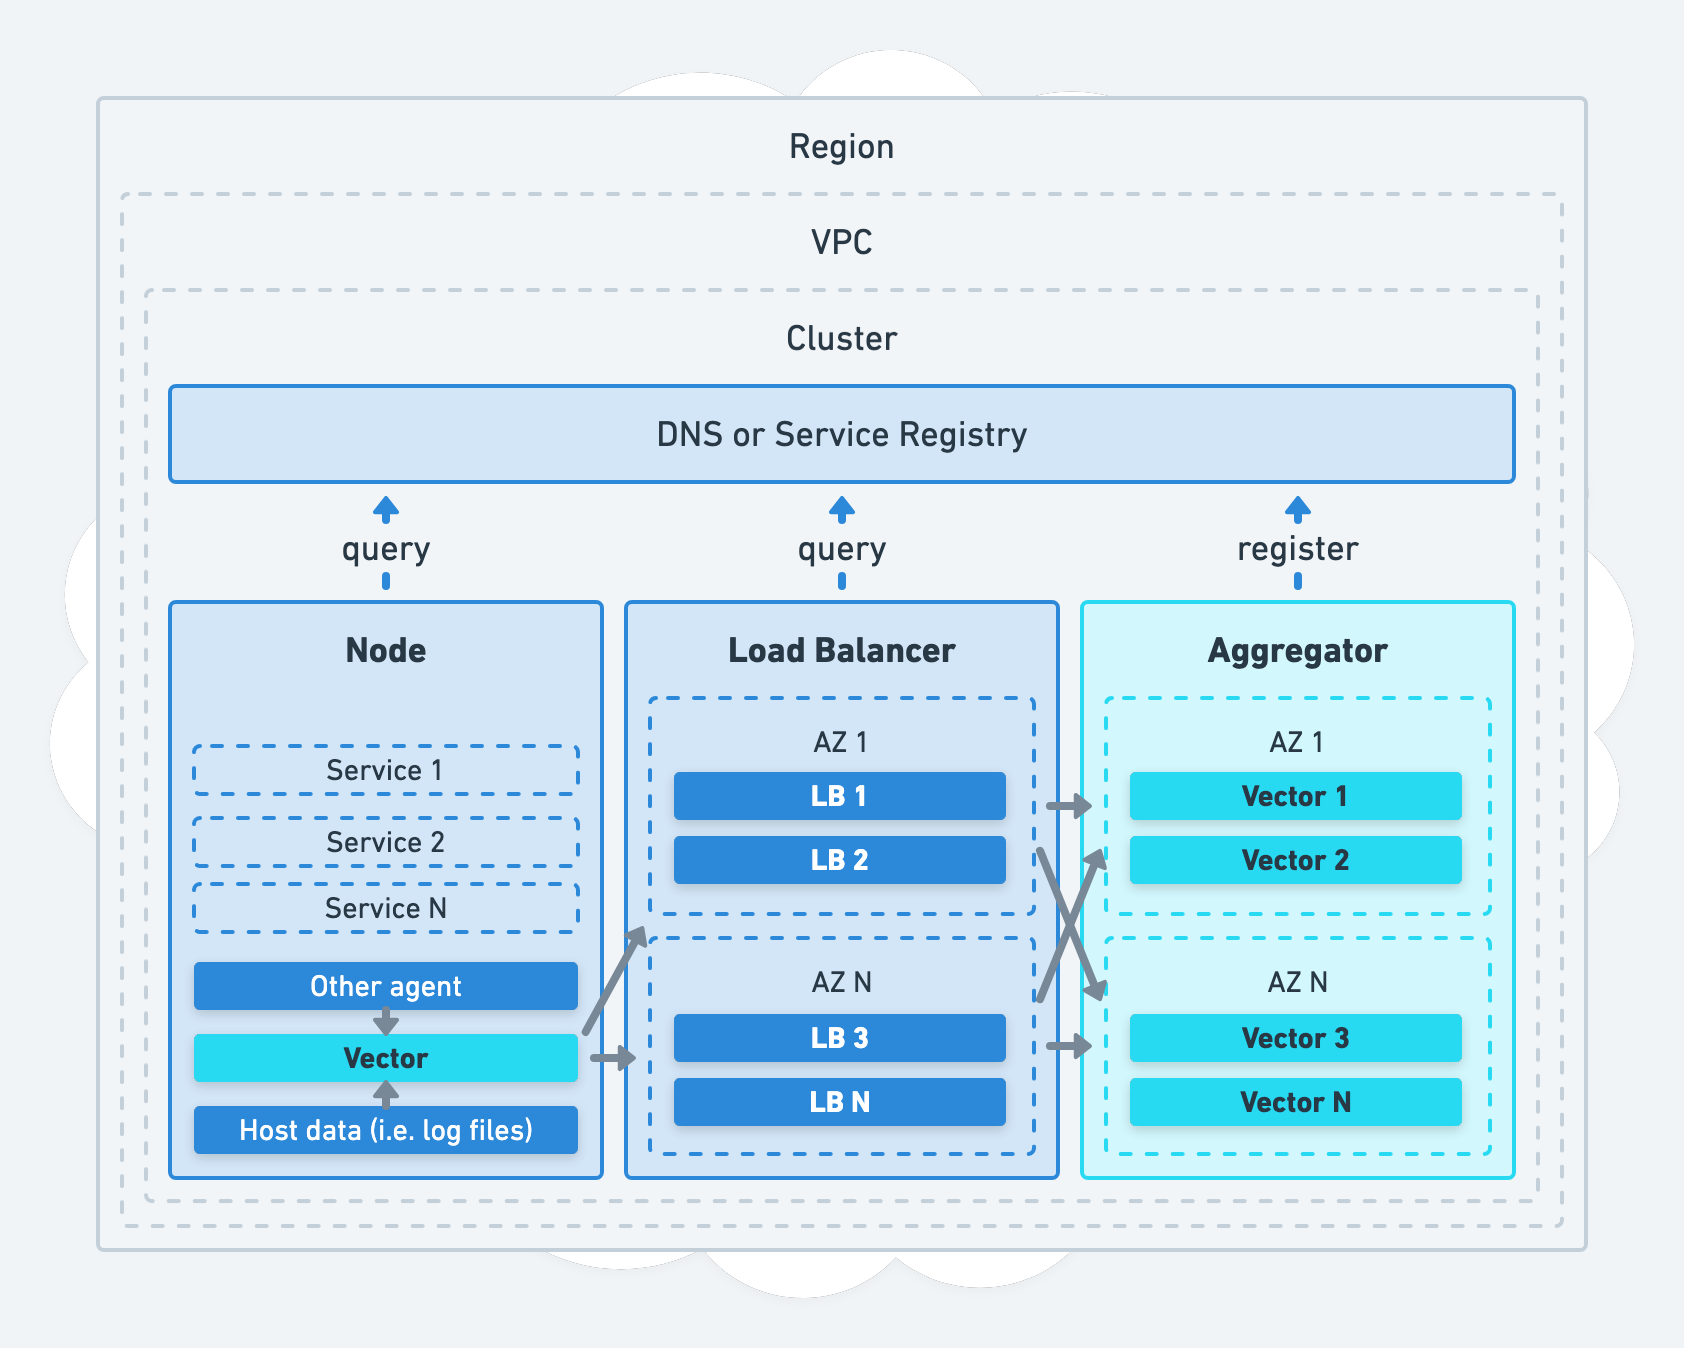 Region
VPC
Cluster
DNS or Service Registry
query
query
register
Node
Service 1
Service 2
Service N
Other agent
Vector
Host data (i.e. log files)
Load Balancer
AZ 1
LB 1
LB 2
AZ N
LB 3
LB N
Aggregator
AZ 1
Vector 1
Vector 2
AZ N
Vector 3
Vector N